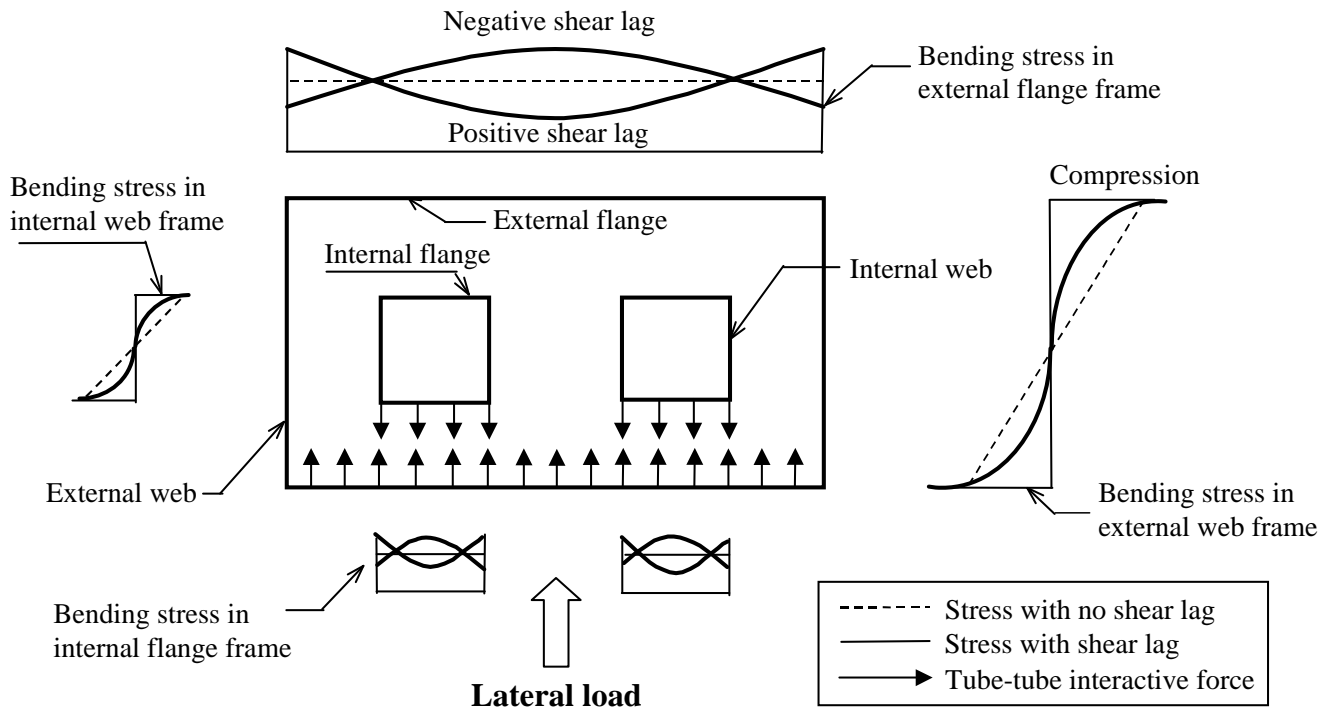 Negative shear lag
Bending stress in
external flange frame
Positive shear lag
Bending stress in
internal web frame
Compression
External flange
Internal flange
Internal web
External web
Bending stress in
external web frame
Bending stress in
internal flange frame
Stress with no shear lag
Stress with shear lag
Tube-tube interactive force
Lateral load